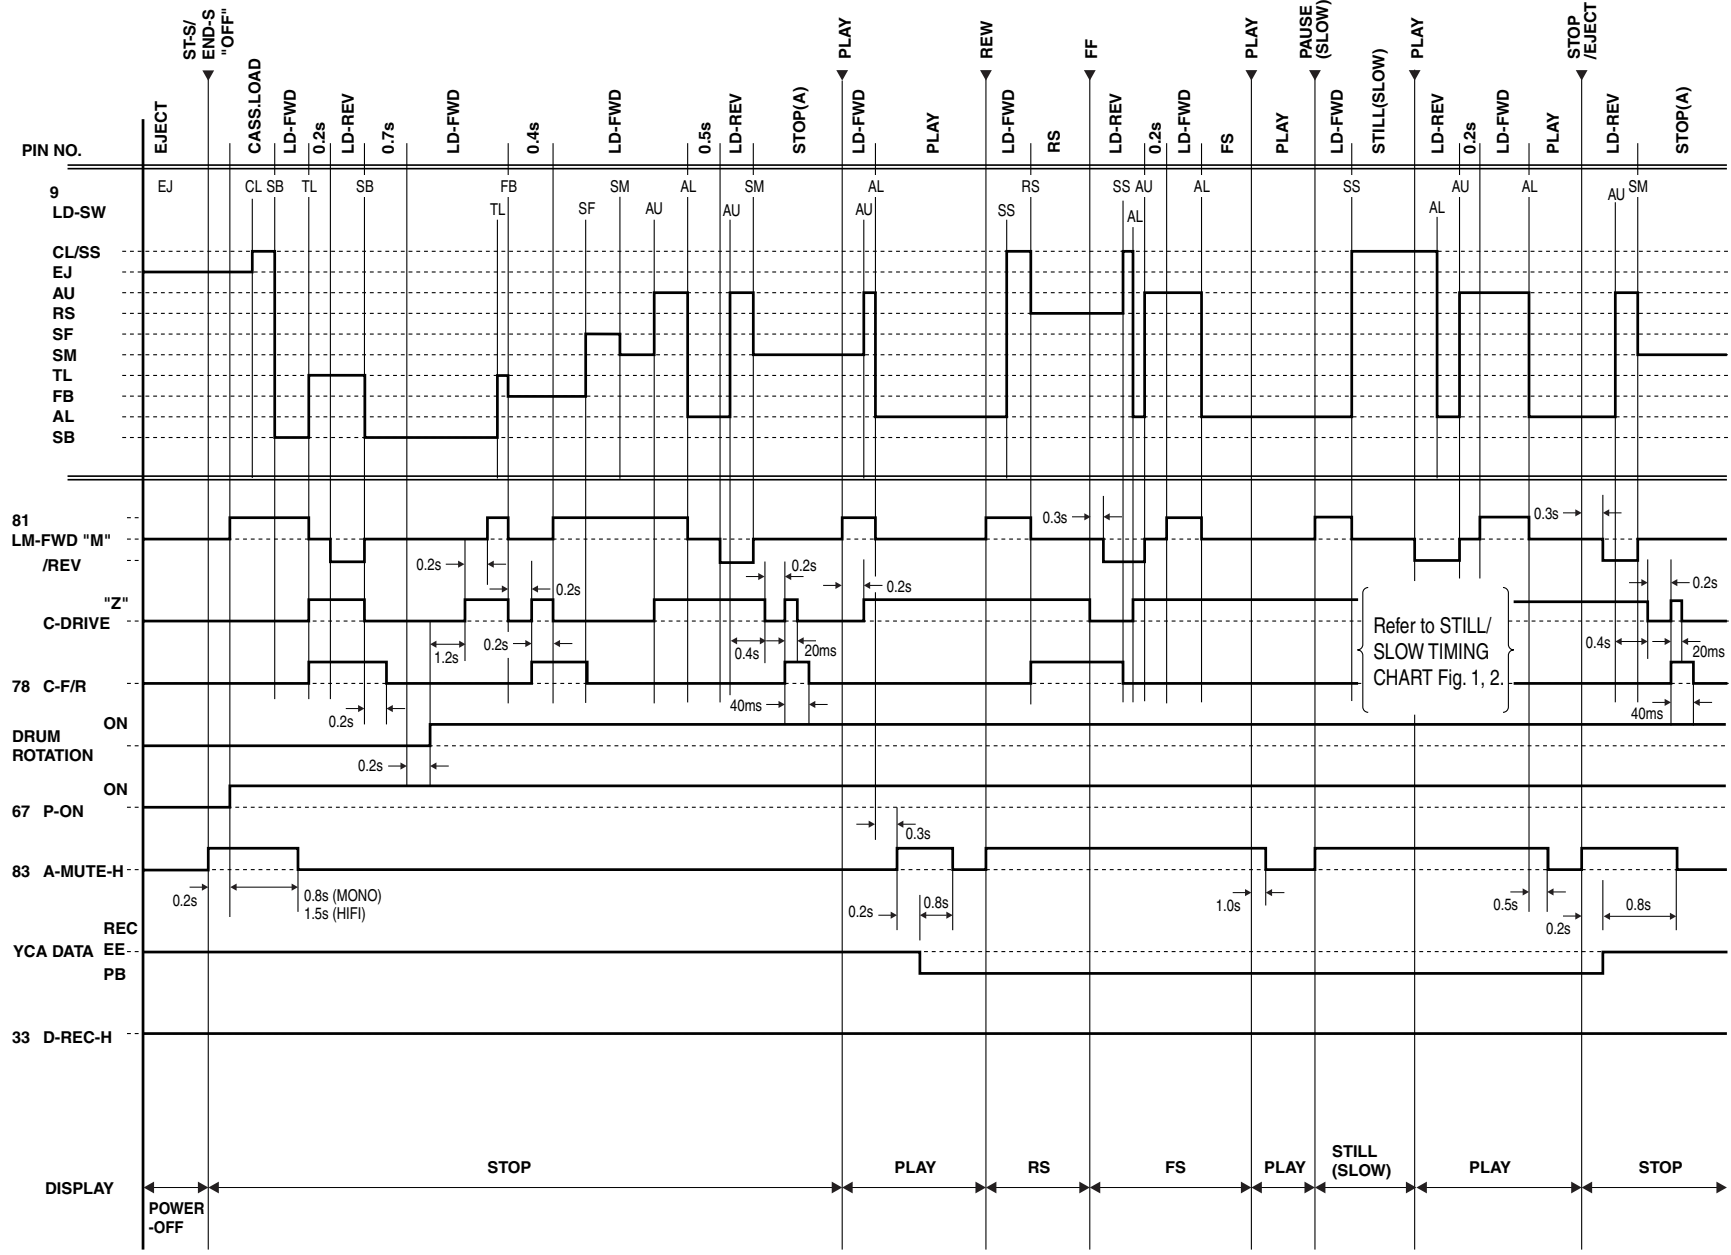 ST-S/
END-S
"OFF"
PLAY
REW
FF
PLAY
PAUSE
(SLOW)
PLAY
STOP
/EJECT
PIN NO.
EJECT
CASS.LOAD
LD-FWD
0.2s
LD-REV
0.7s
LD-FWD
0.4s
LD-FWD
0.5s
LD-REV
STOP(A)
LD-FWD
PLAY
LD-FWD
RS
LD-REV
0.2s
LD-FWD
FS
PLAY
LD-FWD
STILL(SLOW)
LD-REV
0.2s
LD-FWD
PLAY
LD-REV
STOP(A)
9
LD-SW
EJ CL SB TL SB FB SM AL SM AL RS SS AU AL SS AU AL SM
TL SF AU AU AU SS AL AL AU
CL/SS
EJ
AU
RS
SF
SM
TL
FB
AL
SB
81
LM-FWD "M"
/REV
0.3s
0.3s
0.2s
0.2s
0.2s
0.2s
0.2s
"Z"
C-DRIVE
1.2s
0.2s
0.4s
20ms
0.4s
20ms
Refer to STILL/
SLOW TIMING
CHART Fig. 1, 2.
78 C-F/R
0.2s
40ms
40ms
ON
DRUM
ROTATION
0.2s
ON
67 P-ON
0.3s
83 A-MUTE-H
0.2s
0.8s (MONO)
1.5s (HIFI)
0.2s
0.8s
1.0s
0.5s
0.2s
0.8s
REC
YCA DATA EE
PB
33 D-REC-H
DISPLAY
POWER
-OFF
STOP
PLAY
RS
FS
PLAY
STILL
(SLOW)
PLAY
STOP